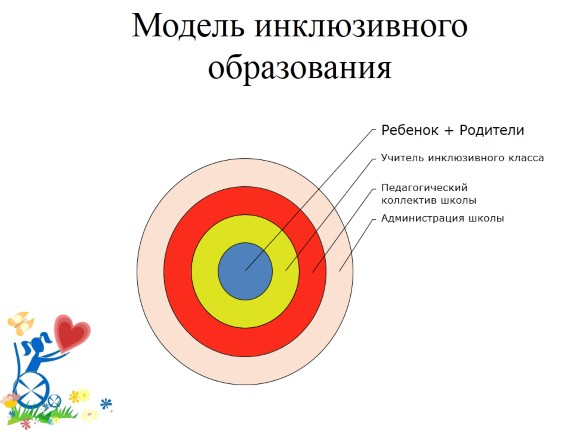 Модель инклюзивного
образования
Ребенок + Родители
Учитель инклюзивного класса
Педагогический
коллектив школы
Администрация школы